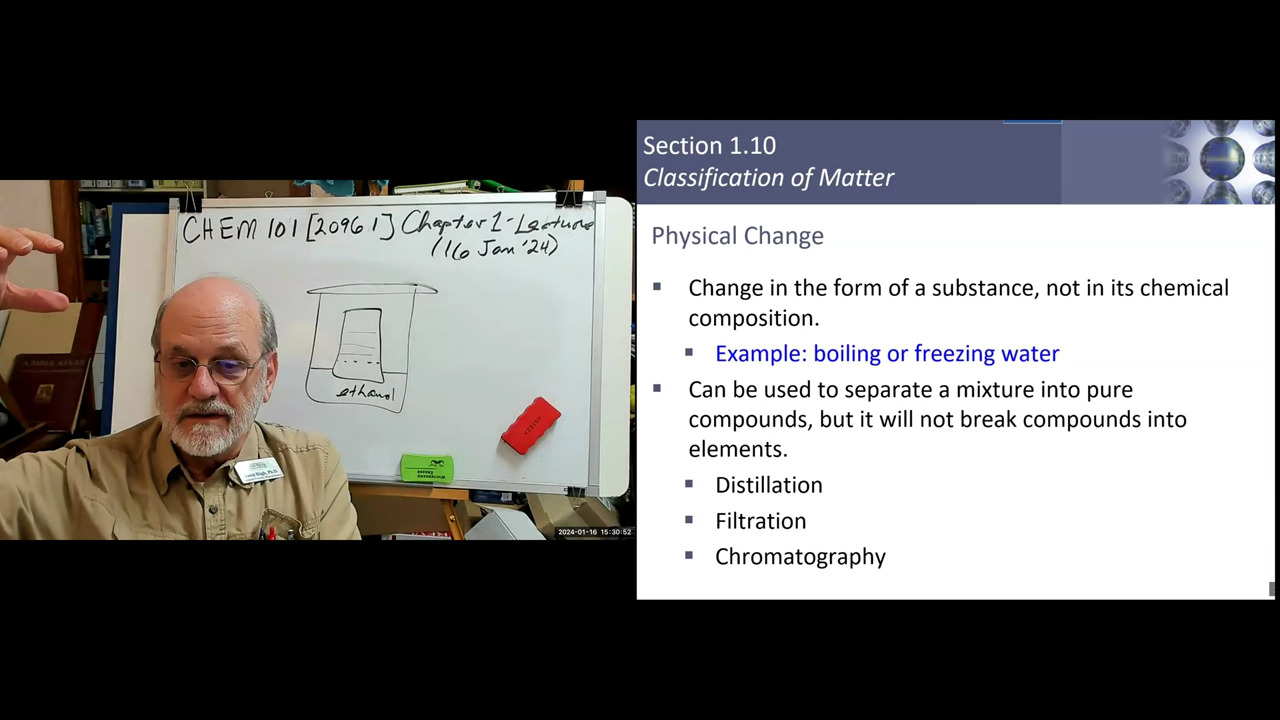 CHEM 101 [20961] Chapter 1 - Lecture
(16 Jan '24)
ethanol
A BIBLE ATLAS
2024-01-16 15:30:52
Section 1.10
Classification of Matter
Physical Change
Change in the form of a substance, not in its chemical
composition.
Example: boiling or freezing water
Can be used to separate a mixture into pure
compounds, but it will not break compounds into
elements.
Distillation
Filtration
Chromatography